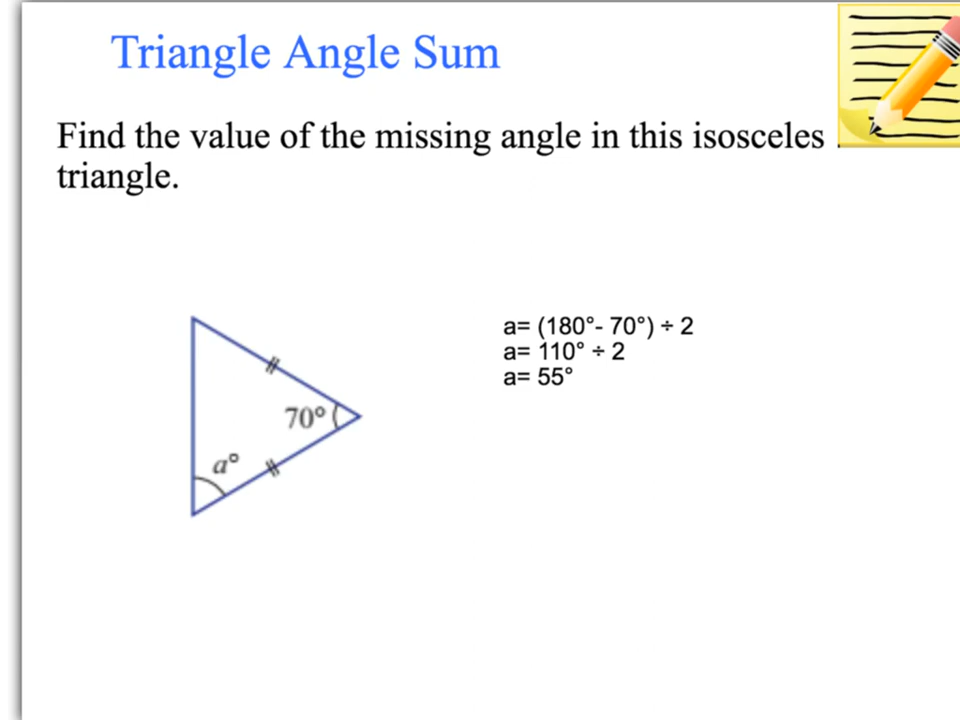 Triangle Angle Sum
Find the value of the missing angle in this isosceles
triangle.
a= (180°- 70°) ÷ 2
a= 110° ÷ 2
a= 55°
70°
a°